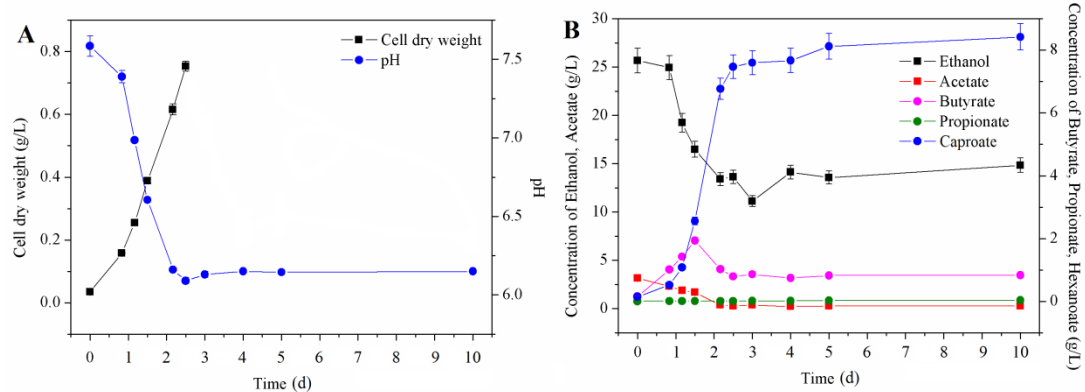 A
Cell dry weight
pH
0.8
0.6
0.4
0.2
0.0
Cell dry weight (g/L)
7.5
7.0
6.5
6.0
pH
0 1 2 3 4 5 6 7 8 9 10
Time (d)
B
Ethanol
Acetate
Butyrate
Propionate
Caproate
30
25
20
15
10
5
0
Concentration of Ethanol, Acetate (g/L)
8
6
4
2
0
Concentration of Butyrate, Propionate, Hexanoate (g/L)
0 1 2 3 4 5 6 7 8 9 10
Time (d)